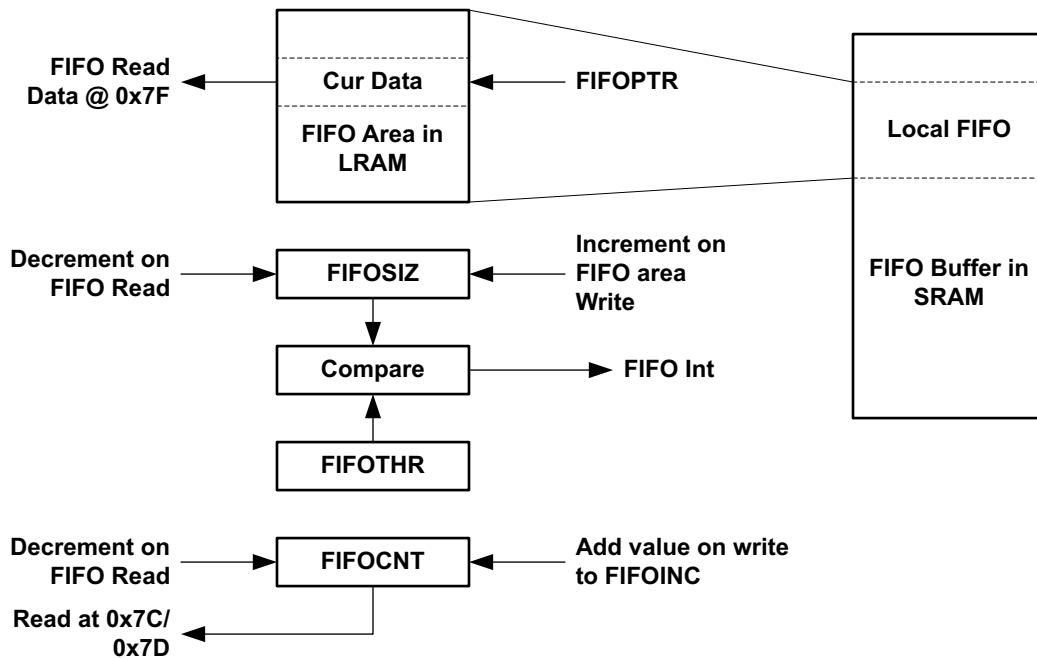 FIFO Read
Data @ 0x7F
Cur Data
FIFOPTR
FIFO Area in
LRAM
Local FIFO
FIFO Buffer in
SRAM
Decrement on
FIFO Read
FIFOSIZ
Increment on
FIFO area
Write
Compare
FIFO Int
FIFOTHR
Decrement on
FIFO Read
FIFOCNT
Add value on write
to FIFOINC
Read at 0x7C/
0x7D